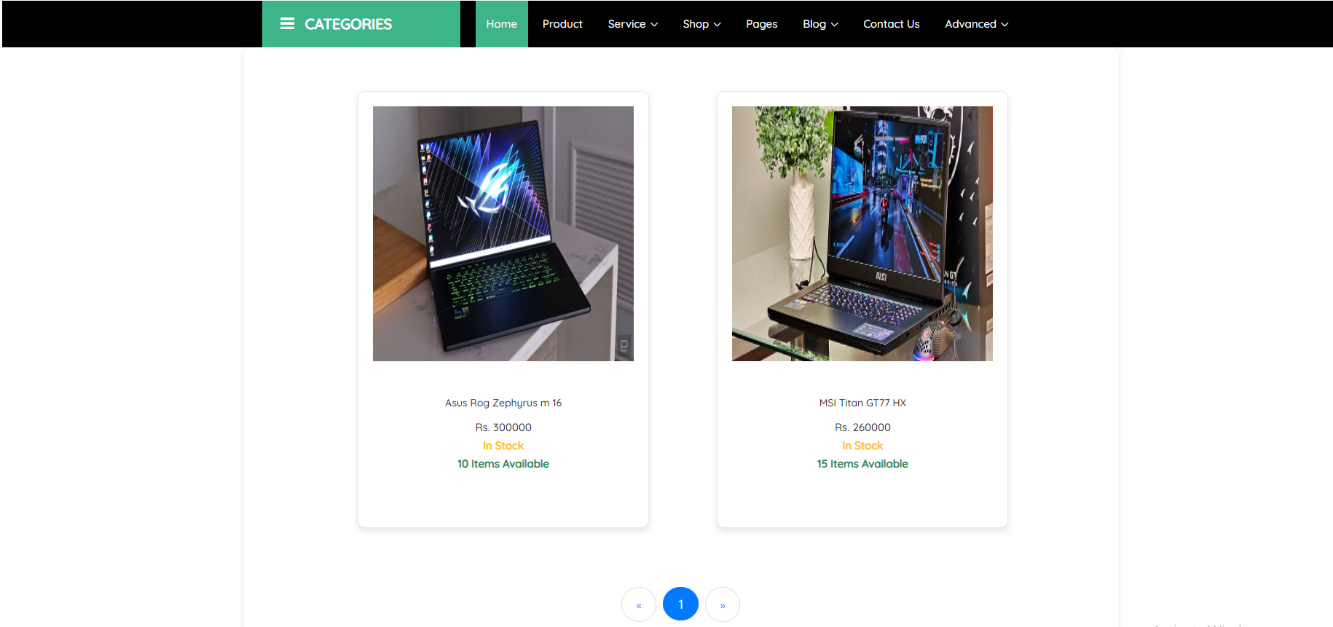 CATEGORIES
Home Product Service Shop Pages Blog Contact Us Advanced
msi
Asus Rog Zephyrus m 16
MSI Titan GT77 HX
Rs. 300000
Rs. 260000
In Stock
In Stock
10 Items Available
15 Items Available
« 1 »